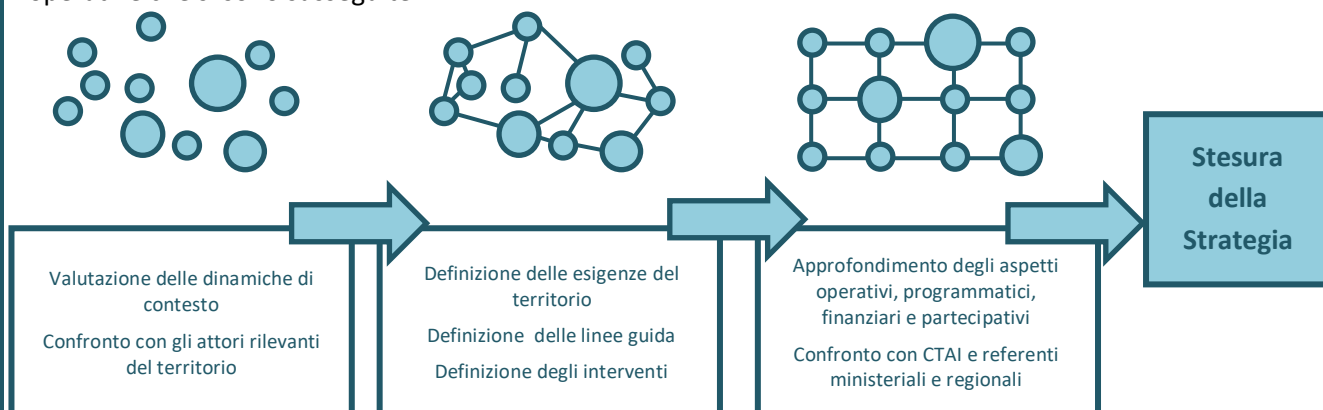 Valutazione delle dinamiche di
contesto
Confronto con gli attori rilevanti
del territorio
Definizione delle esigenze del
territorio
Definizione delle linee guida
Definizione degli interventi
Approfondimento degli aspetti
operativi, programmatici,
finanziari e partecipativi
Confronto con CTAI e referenti
ministeriali e regionali
Stesura
della
Strategia